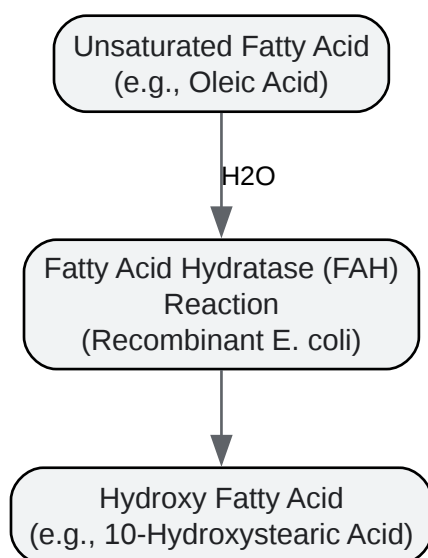 Unsaturated Fatty Acid
(e.g., Oleic Acid)
H2O
Fatty Acid Hydratase (FAH)
Reaction
(Recombinant E. coli)
Hydroxy Fatty Acid
(e.g., 10-Hydroxystearic Acid)